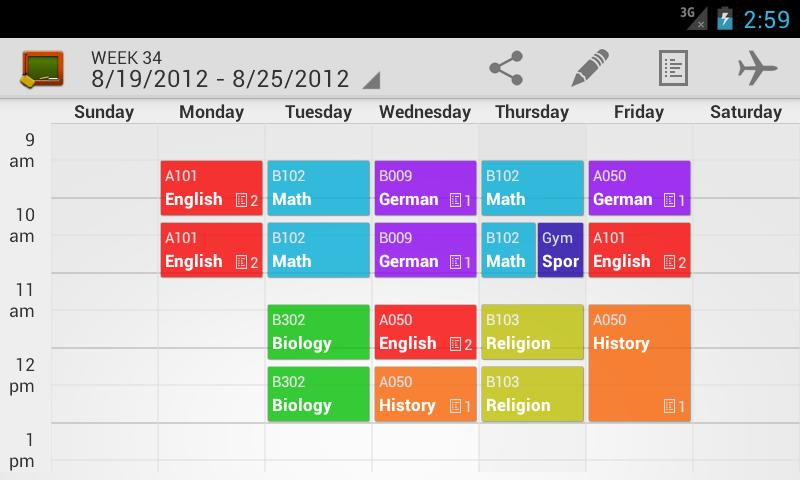 3G 2:59
WEEK 34
8/19/2012 - 8/25/2012
Sunday Monday Tuesday Wednesday Thursday Friday Saturday
9
am
A101 B102 B009 B102 A050
English 2 Math German 1 Math German 1
10
am
A101 B102 B009 B102 Gym A101
English 2 Math German 1 Math Spor English 2
11
am
B302 A050 B103 A050
Biology English 2 Religion History
12
pm
B302 A050 B103
Biology History 1 Religion 1
1
pm